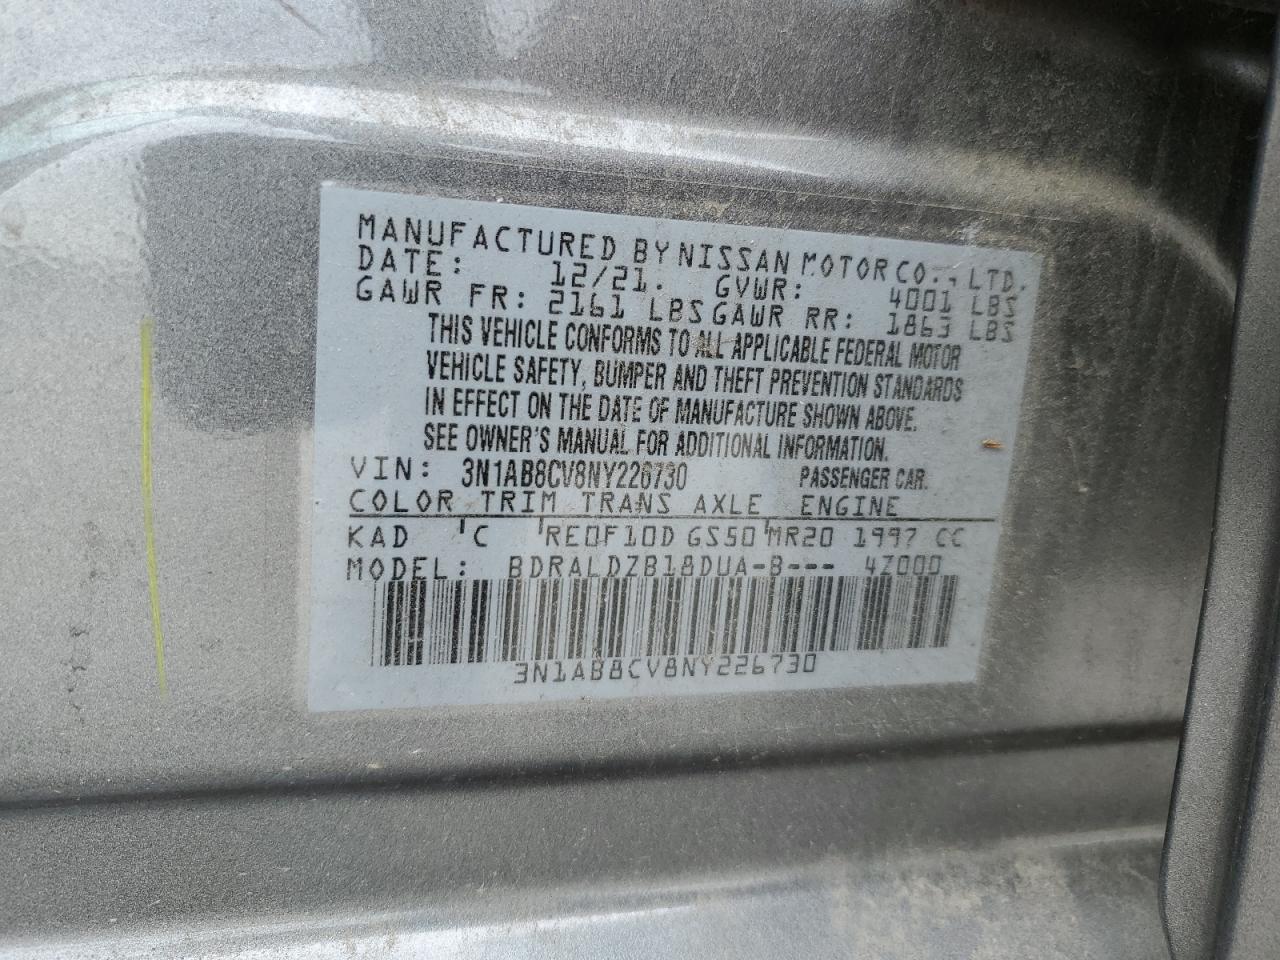 MANUFACTURED BY NISSAN MOTOR CO., LTD.
DATE: 12/21. GVWR: 4001 LBS
GAWR FR: 2161 LBS GAWR RR: 1863 LBS
THIS VEHICLE CONFORMS TO ALL APPLICABLE FEDERAL MOTOR
VEHICLE SAFETY, BUMPER AND THEFT PREVENTION STANDARDS
IN EFFECT ON THE DATE OF MANUFACTURE SHOWN ABOVE.
SEE OWNER'S MANUAL FOR ADDITIONAL INFORMATION.
VIN: 3N1AB8CV8NY226730 PASSENGER CAR.
COLOR TRIM TRANS AXLE ENGINE
KAD C RE0F10D GS50 MR20 1997 CC
MODEL: BDRALDZB18DUA-B--- 4Z000
3N1AB8CV8NY226730